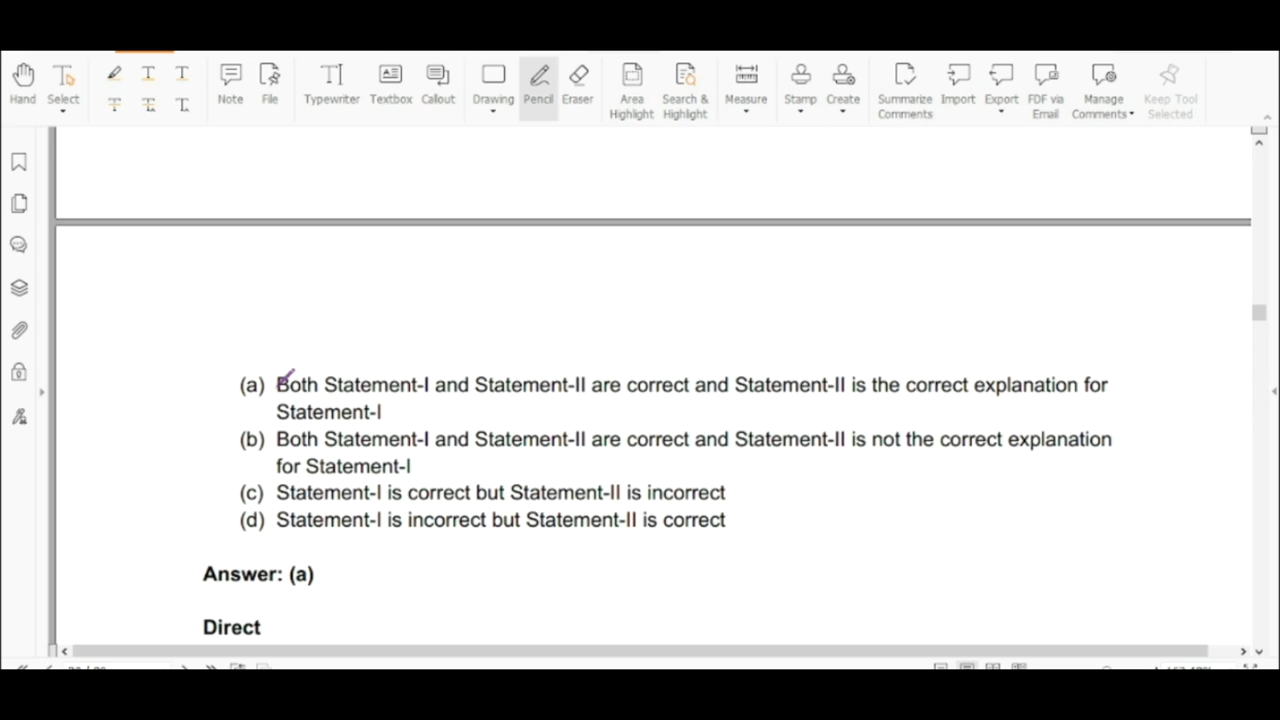 Hand
Select
Note
File
Typewriter
Textbox
Callout
Drawing
Pencil
Eraser
Area
Highlight
Search &
Highlight
Measure
Stamp
Create
Summarize
Comments
Import
Export
FDF via
Email
Manage
Comments
Keep Tool
Selected
(a) Both Statement-I and Statement-II are correct and Statement-II is the correct explanation for
Statement-I
(b) Both Statement-I and Statement-II are correct and Statement-II is not the correct explanation
for Statement-I
(c) Statement-I is correct but Statement-II is incorrect
(d) Statement-I is incorrect but Statement-II is correct
Answer: (a)
Direct